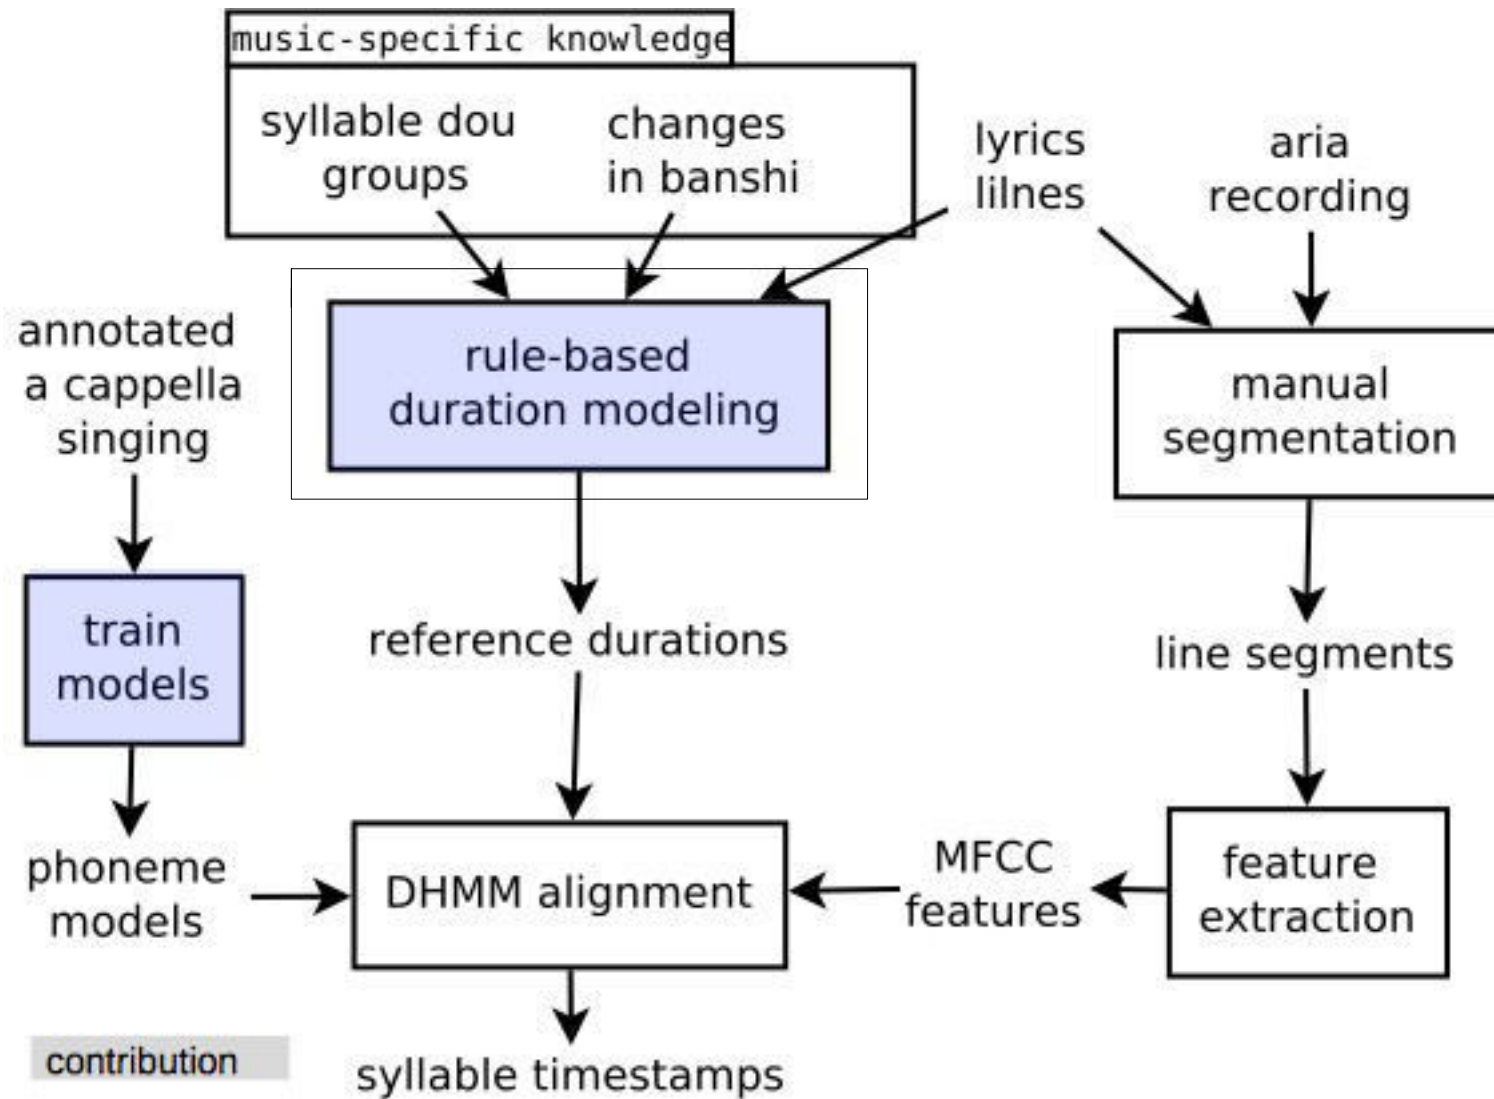 music-specific knowledge
syllable dou
groups
changes
in banshi
lyrics
lilnes
aria
recording
annotated
a cappella
singing
rule-based
duration modeling
manual
segmentation
train
models
reference durations
line segments
phoneme
models
DHMM alignment
MFCC
features
feature
extraction
contribution
syllable timestamps